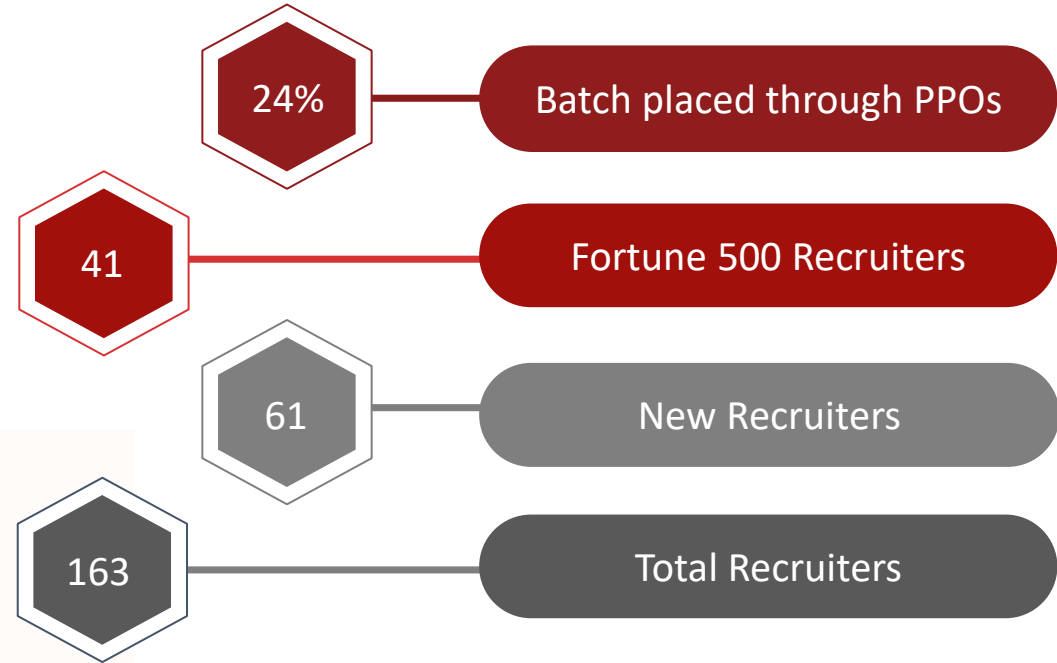 24%
Batch placed through PPOs
41
Fortune 500 Recruiters
61
New Recruiters
163
Total Recruiters